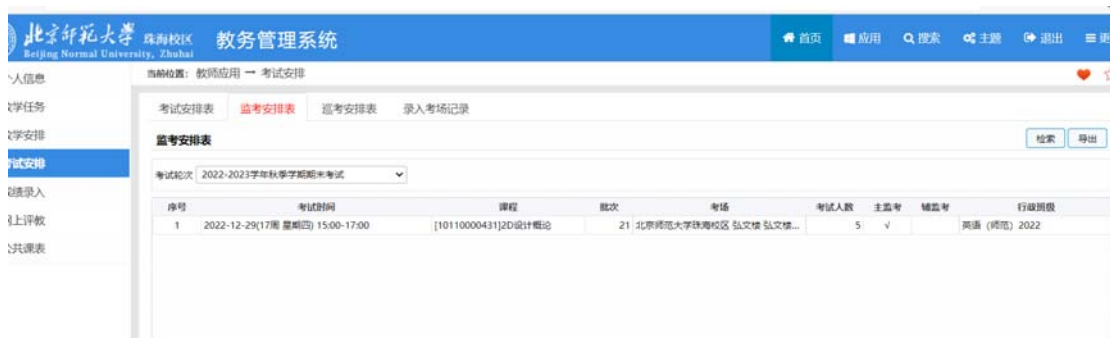 北京师范大学 珠海校区 教务管理系统 首页 应用 搜索 主题 退出
Beijing Normal University, Zhuhai
个人信息 当前位置：教师应用 → 考试安排
教学任务 考试安排表 监考安排表 巡考安排表 录入考场记录
教学安排 监考安排表 检索 导出
考试安排
考试轮次 2022-2023学年秋季学期期末考试
成绩录入
序号 考试时间 课程 批次 考场 考试人数 主监考 辅监考 行政班级
网上评教 1 2022-12-29(17周 星期四) 15:00-17:00 [10110000431]2D设计概论 21 北京师范大学珠海校区 弘文楼 弘文楼... 5 √ 英语（师范）2022
公共课表